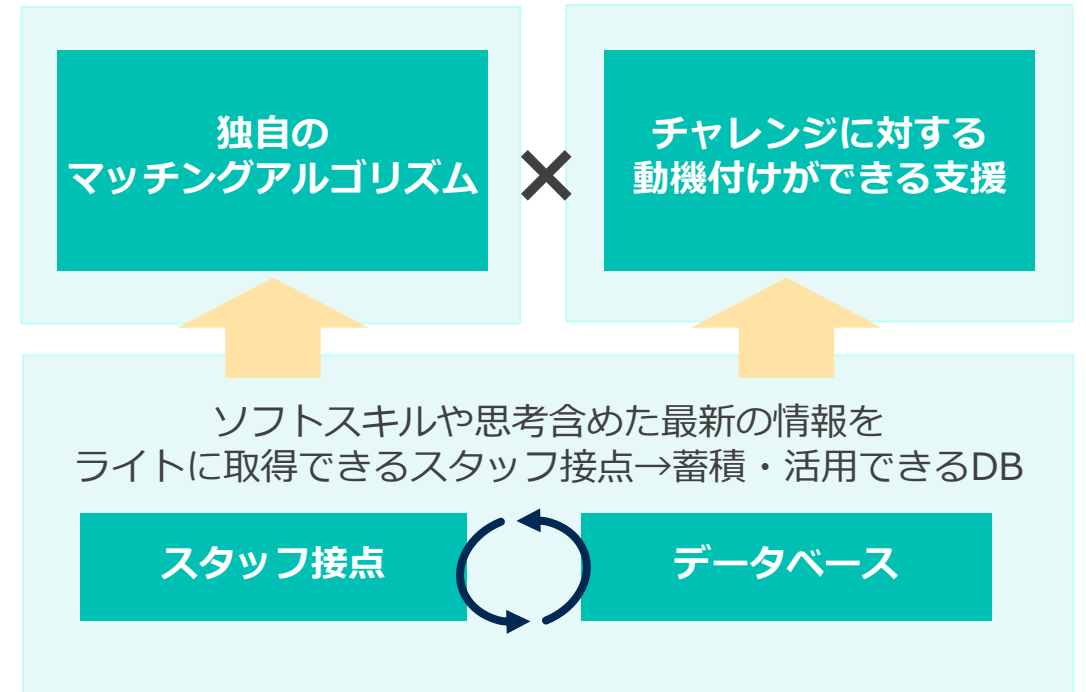 独自の
マッチングアルゴリズム
×
チャレンジに対する
動機付けができる支援
ソフトスキルや思考含めた最新の情報を
ライトに取得できるスタッフ接点→蓄積・活用できるDB
スタッフ接点
データベース